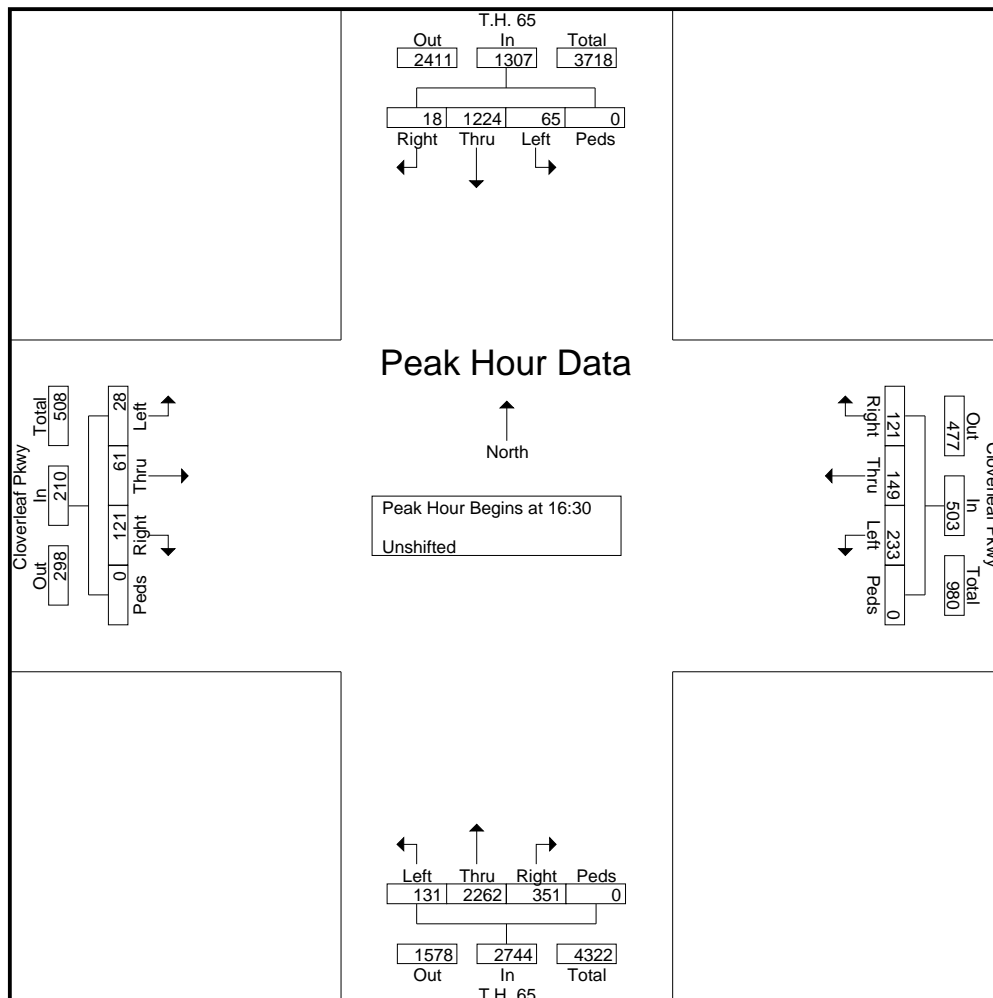 T.H. 65
Out In Total
2411 1307 3718
18 1224 65 0
Right Thru Left Peds
Peak Hour Data
North
Peak Hour Begins at 16:30
Unshifted
Cloverleaf Pkwy
Total In Out
508 210 298
28 61 121 0
Left Thru Right Peds
Cloverleaf Pkwy
Out In Total
477 503 980
121 149 233 0
Right Thru Left Peds
Left Thru Right Peds
131 2262 351 0
1578 2744 4322
Out In Total
T.H. 65